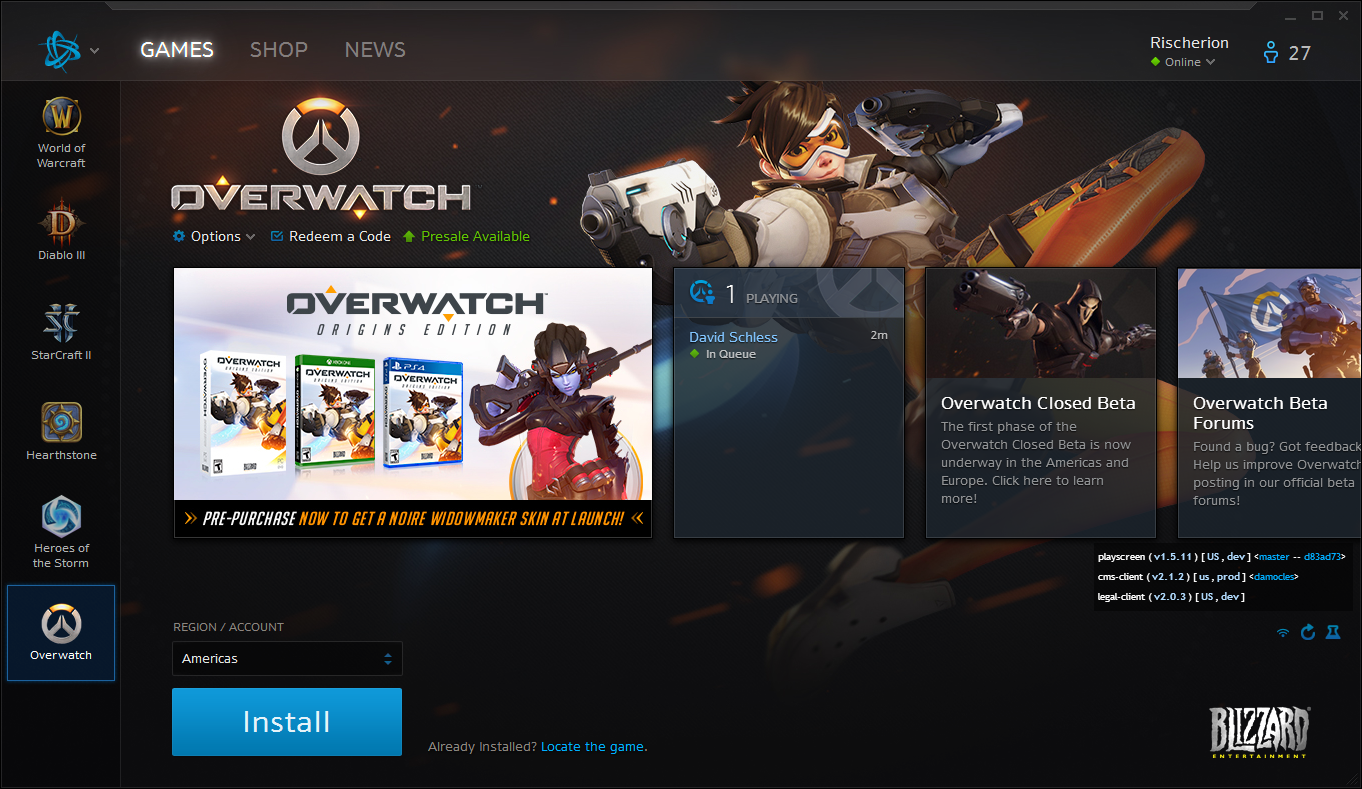 GAMES SHOP NEWS
Rischerion
Online
27
World of
Warcraft
Diablo III
StarCraft II
Hearthstone
Heroes of
the Storm
Overwatch
OVERWATCH
Options Redeem a Code Presale Available
OVERWATCH
ORIGINS EDITION
XBOX ONE
PS4
OVERWATCH
OVERWATCH
OVERWATCH
PRE-PURCHASE NOW TO GET A NOIRE WIDOWMAKER SKIN AT LAUNCH!
1 PLAYING
David Schless 2m
In Queue
Overwatch Closed Beta
The first phase of the
Overwatch Closed Beta is now
underway in the Americas and
Europe. Click here to learn
more!
Overwatch Beta
Forums
Found a bug? Got feedback
Help us improve Overwatch
posting in our official beta
forums!
playscreen (v1.5.11) [US,dev] <master -- d83ad73>
cms-client (v2.1.2) [us,prod] <damocles>
legal-client (v2.0.3) [US,dev]
REGION / ACCOUNT
Americas
Install
Already Installed? Locate the game.
BLIZZARD
ENTERTAINMENT